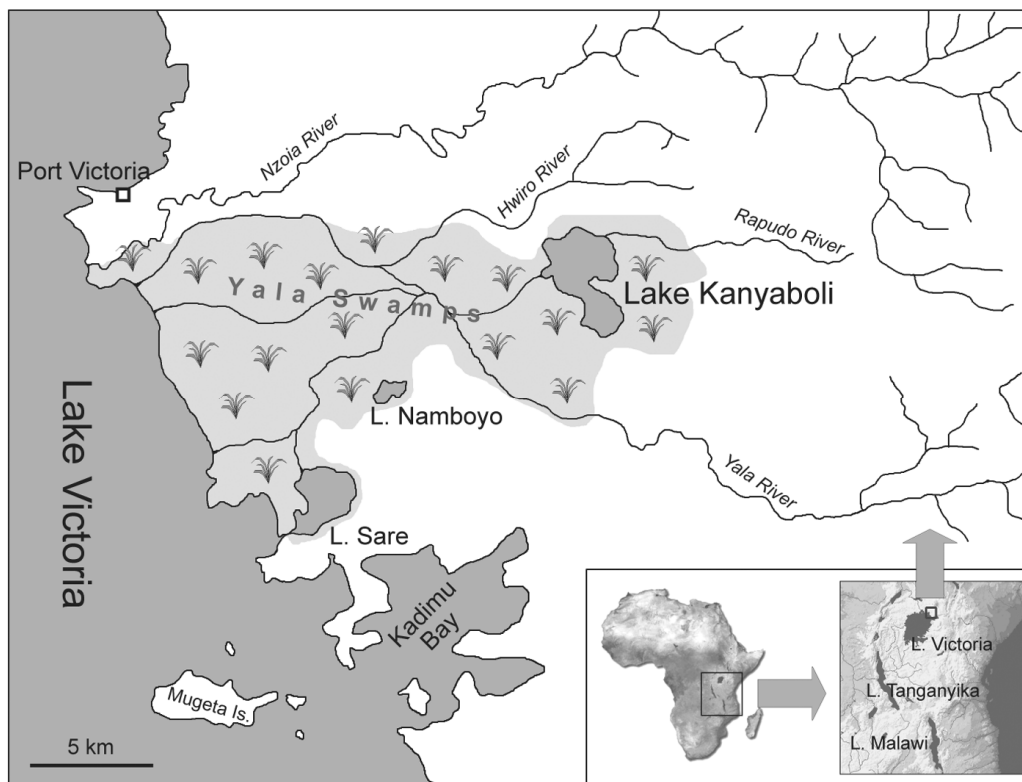 Port Victoria
Nzoia River
Hwiro River
Rapudo River
Yala Swamps
Lake Kanyaboli
L. Namboyo
Lake Victoria
Yala River
L. Sare
Kadimu
Bay
Mugeta Is.
5 km
L. Victoria
L. Tanganyika
L. Malawi